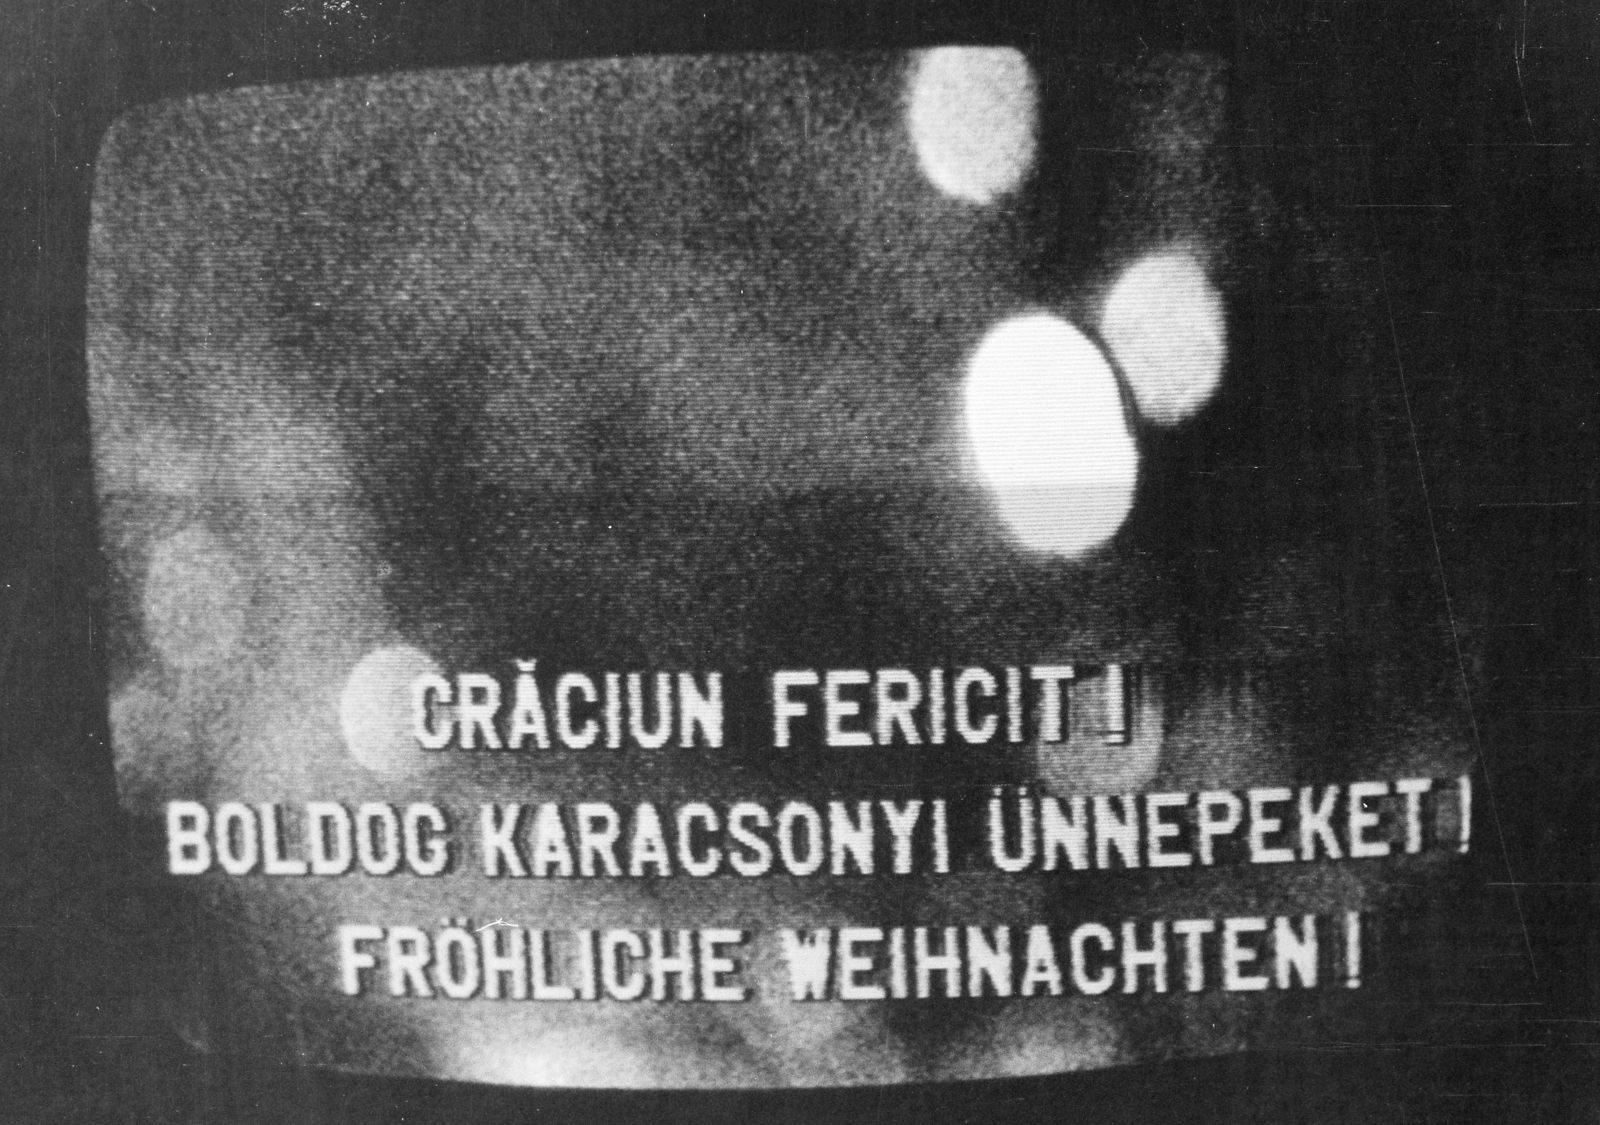 CRĂCIUN FERICIT !
BOLDOG KARACSONYI ÜNNEPEKET !
FRÖHLICHE WEIHNACHTEN !